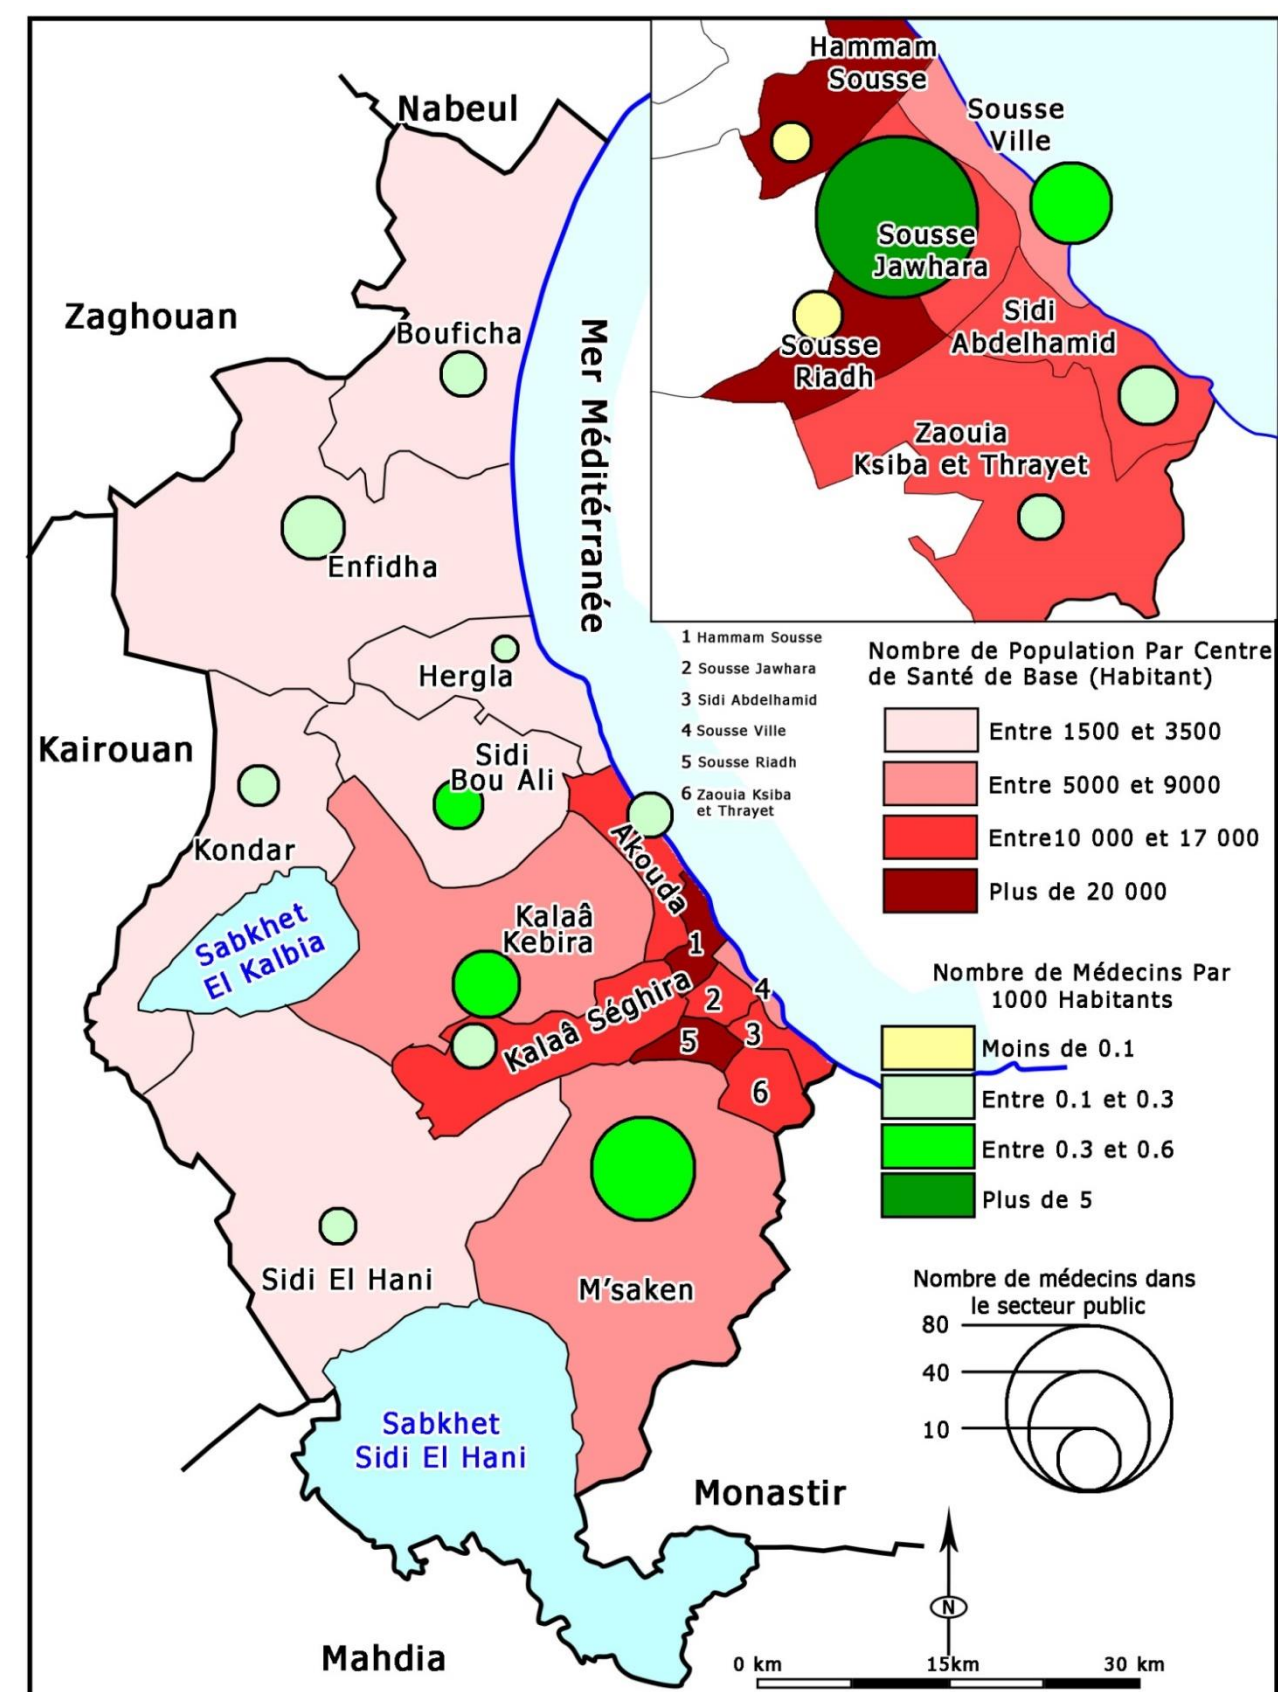 Nabeul
Zaghouan
Bouficha
Mer Méditérranée
Enfidha
Hergla
Kairouan
Sidi
Bou Ali
Kondar
Akouda
Sabkhet
El Kalbia
Kalaâ
Kebira
Kalaâ Séghira
1
2
4
3
5
6
Sidi El Hani
M'saken
Sabkhet
Sidi El Hani
Monastir
Mahdia
Hammam
Sousse
Sousse
Ville
Sousse
Jawhara
Sidi
Abdelhamid
Sousse
Riadh
Zaouia
Ksiba et Thrayet
1 Hammam Sousse
2 Sousse Jawhara
3 Sidi Abdelhamid
4 Sousse Ville
5 Sousse Riadh
6 Zaouia Ksiba
et Thrayet
Nombre de Population Par Centre
de Santé de Base (Habitant)
Entre 1500 et 3500
Entre 5000 et 9000
Entre10 000 et 17 000
Plus de 20 000
Nombre de Médecins Par
1000 Habitants
Moins de 0.1
Entre 0.1 et 0.3
Entre 0.3 et 0.6
Plus de 5
Nombre de médecins dans
le secteur public
80
40
10
N
0 km 15km 30 km